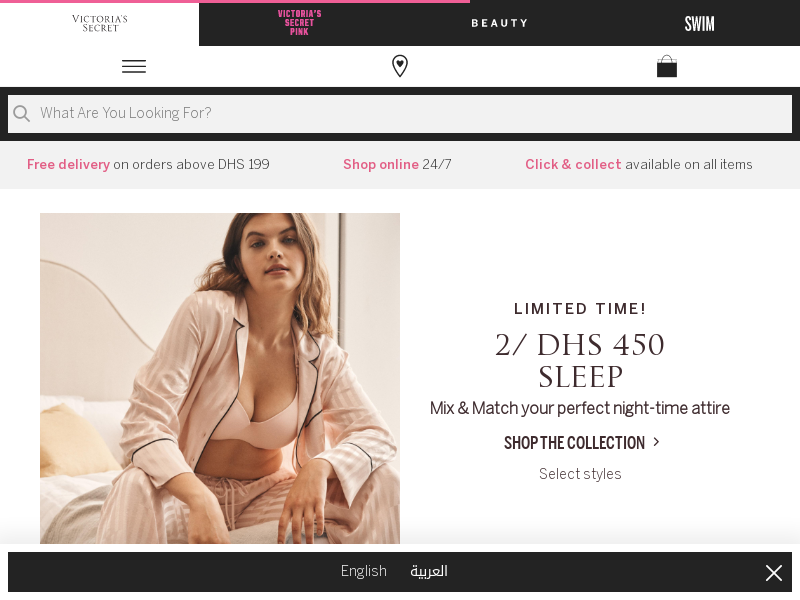 VICTORIA'S
SECRET
VICTORIA'S
SECRET
PINK
BEAUTY
SWIM
What Are You Looking For?
Free delivery on orders above DHS 199
Shop online 24/7
Click & collect available on all items
LIMITED TIME!
2/ DHS 450
SLEEP
Mix & Match your perfect night-time attire
SHOP THE COLLECTION
Select styles
English العربية